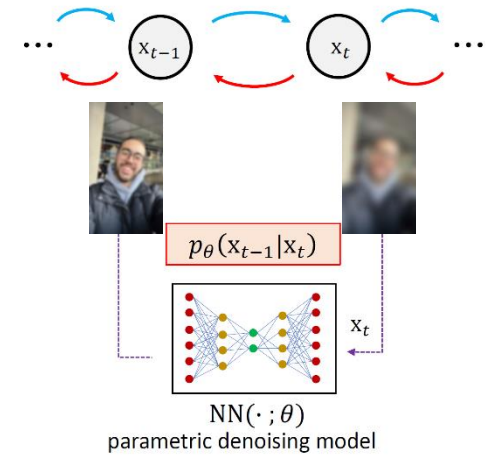 ... x_{t−1} x_t ...
p_θ(x_{t−1}|x_t)
x_t
NN(· ; θ)
parametric denoising model